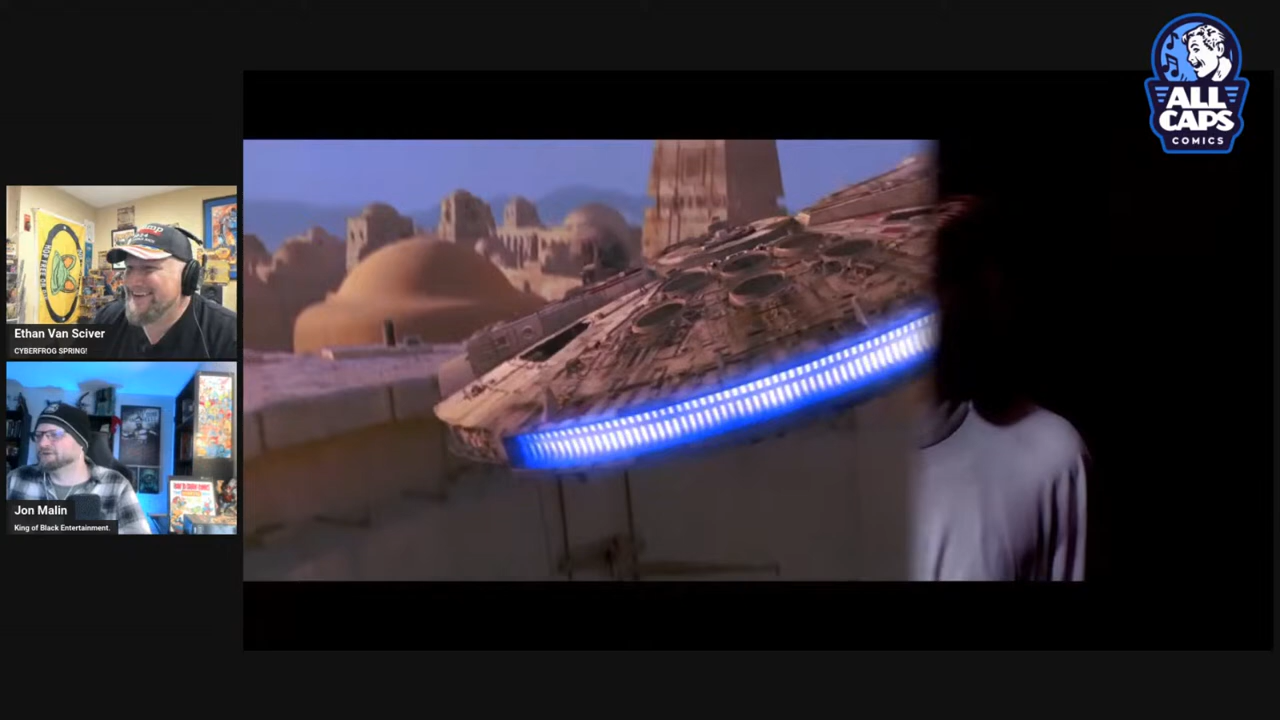 ALL
CAPS
COMICS
Ethan Van Sciver
CYBERFROG SPRING!
Jon Malin
King of Black Entertainment.